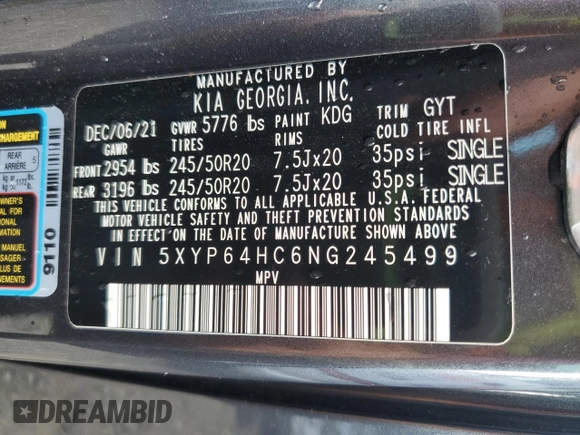 MANUFACTURED BY
KIA GEORGIA, INC.
DEC/06/21 GVWR 5776 lbs PAINT KDG TRIM GYT
GAWR TIRES RIMS COLD TIRE INFL
FRONT 2954 lbs 245/50R20 7.5Jx20 35psi SINGLE
REAR 3196 lbs 245/50R20 7.5Jx20 35psi SINGLE
THIS VEHICLE CONFORMS TO ALL APPLICABLE U.S.A. FEDERAL
MOTOR VEHICLE SAFETY AND THEFT PREVENTION STANDARDS
IN EFFECT ON THE DATE OF MANUFACTURE SHOWN ABOVE
VIN 5XYP64HC6NG245499
MPV
REAR 5
ARRIÈRE
9110
DREAMBID